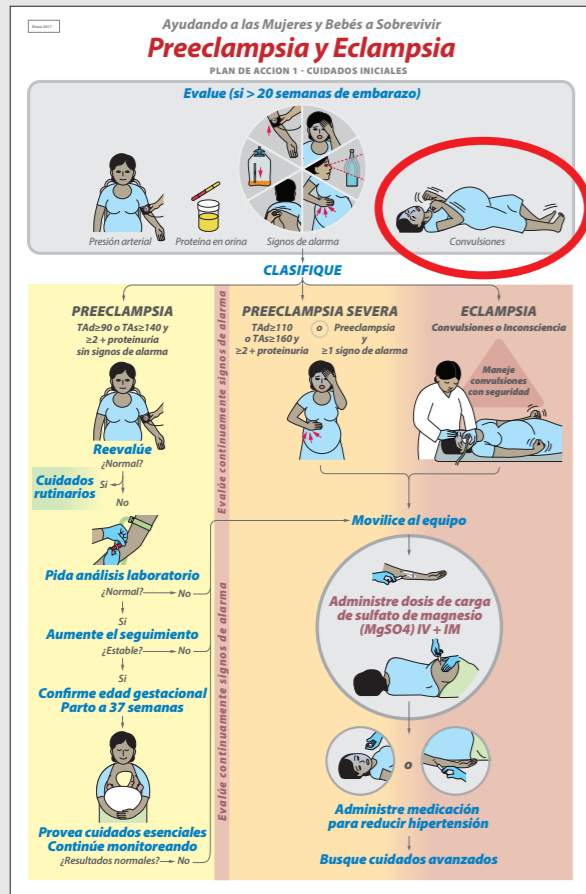 Enero 2017
Ayudando a las Mujeres y Bebés a Sobrevivir
Preeclampsia y Eclampsia
PLAN DE ACCION 1 - CUIDADOS INICIALES
Evalue (si > 20 semanas de embarazo)
Presión arterial
Proteína en orina
Signos de alarma
Convulsiones
CLASIFIQUE
PREECLAMPSIA
TAd≥90 o TAs≥140 y
≥2 + proteinuria
sin signos de alarma
Reevalúe
¿Normal?
Cuidados
rutinarios
Si
No
Pida análisis laboratorio
¿Normal?
No
Si
Aumente el seguimiento
¿Estable?
No
Si
Confirme edad gestacional
Parto a 37 semanas
Provea cuidados esenciales
Continúe monitoreando
¿Resultados normales?
No
Evalúe continuamente signos de alarma
Evalúe continuamente signos de alarma
PREECLAMPSIA SEVERA
TAd≥110
o TAs≥160 y
≥2 + proteinuria
o
Preeclampsia
y
≥1 signo de alarma
ECLAMPSIA
Convulsiones o Inconsciencia
Maneje
convulsiones
con seguridad
Movilice al equipo
Administre dosis de carga
de sulfato de magnesio
(MgSO4) IV + IM
o
Administre medicación
para reducir hipertensión
Busque cuidados avanzados